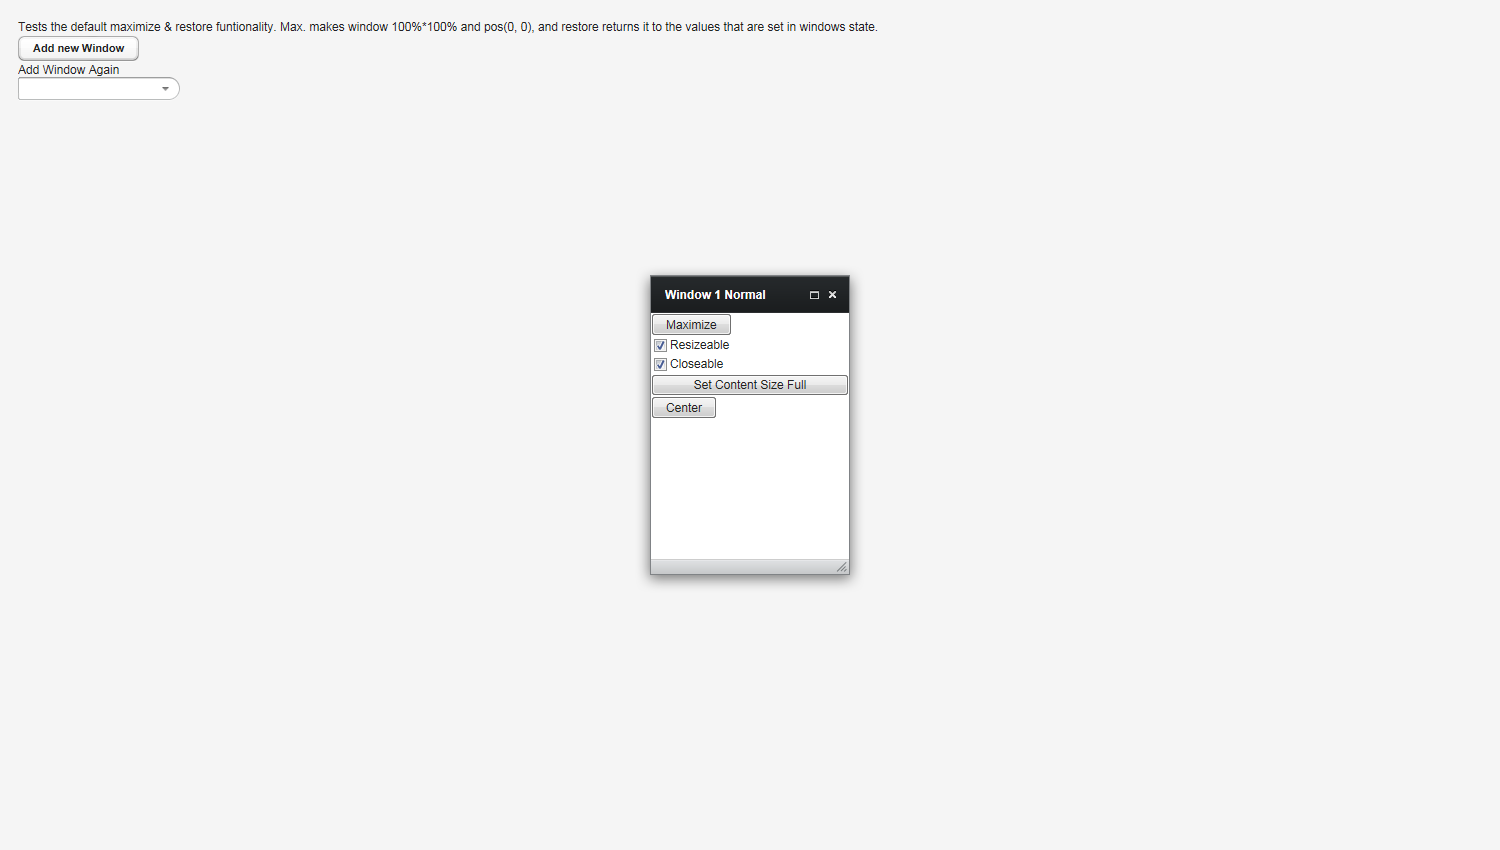 Tests the default maximize & restore funtionality. Max. makes window 100%*100% and pos(0, 0), and restore returns it to the values that are set in windows state.
Add new Window
Add Window Again
Window 1 Normal
Maximize
Resizeable
Closeable
Set Content Size Full
Center